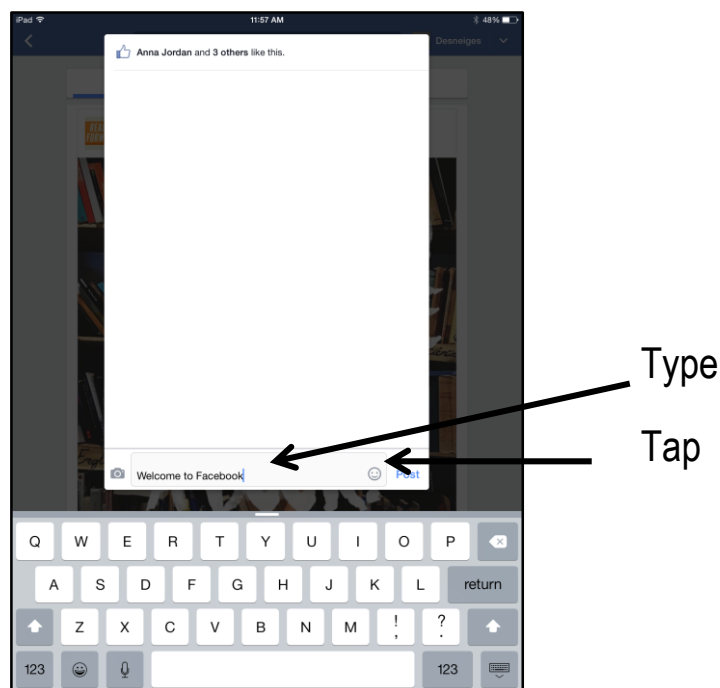 iPad 11:57 AM 48%
Desneiges
Anna Jordan and 3 others like this.
Type
Tap
Welcome to Facebook Post
Q W E R T Y U I O P
A S D F G H J K L return
Z X C V B N M ! , ? .
123 123